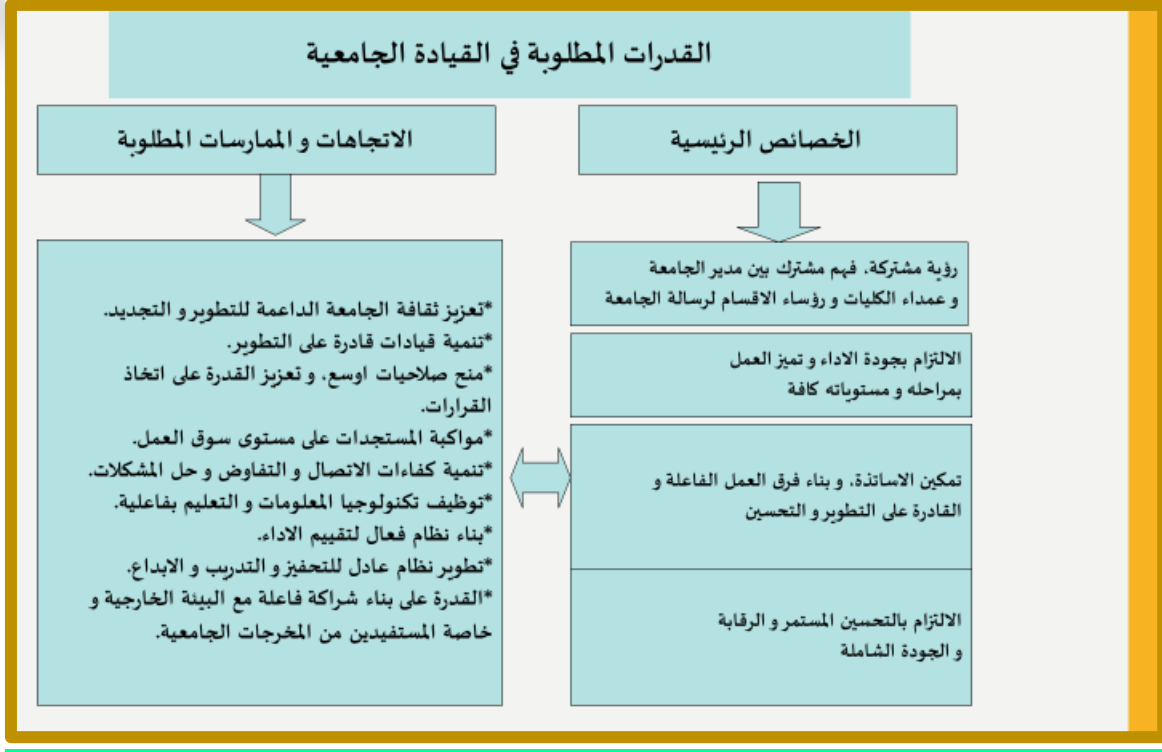 القدرات المطلوبة في القيادة الجامعية
الخصائص الرئيسية
رؤية مشتركة، فهم مشترك بين مدير الجامعة
و عمداء الكليات و رؤساء الاقسام لرسالة الجامعة
الالتزام بجودة الاداء و تميز العمل
بمراحله و مستوياته كافة
تمكين الاساتذة، و بناء فرق العمل الفاعلة و
القادرة على التطوير و التحسين
الالتزام بالتحسين المستمر و الرقابة
و الجودة الشاملة
الاتجاهات و الممارسات المطلوبة
*تعزيز ثقافة الجامعة الداعمة للتطوير و التجديد.
*تنمية قيادات قادرة على التطوير.
*منح صلاحيات اوسع، و تعزيز القدرة على اتخاذ
القرارات.
*مواكبة المستجدات على مستوى سوق العمل.
*تنمية كفاءات الاتصال و التفاوض و حل المشكلات.
*توظيف تكنولوجيا المعلومات و التعليم بفاعلية.
*بناء نظام فعال لتقييم الاداء.
*تطوير نظام عادل للتحفيز و التدريب و الابداع.
*القدرة على بناء شراكة فاعلة مع البيئة الخارجية و
خاصة المستفيدين من المخرجات الجامعية.